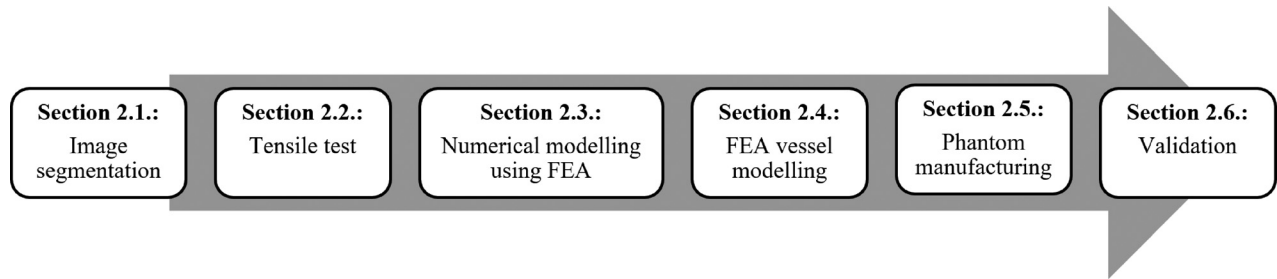 Section 2.1.:
Image
segmentation
Section 2.2.:
Tensile test
Section 2.3.:
Numerical modelling
using FEA
Section 2.4.:
FEA vessel
modelling
Section 2.5.:
Phantom
manufacturing
Section 2.6.:
Validation